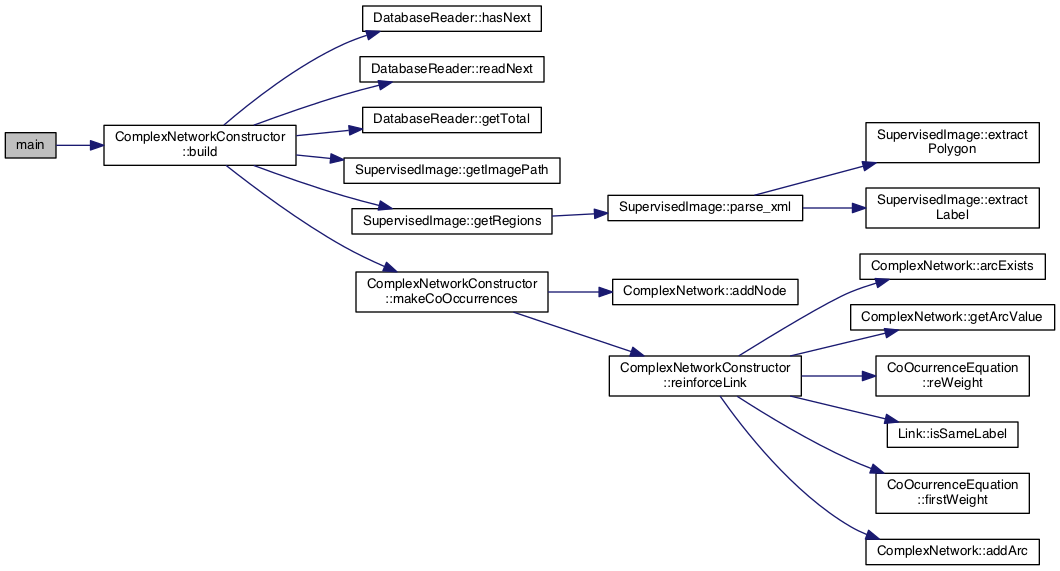 main
ComplexNetworkConstructor
::build
DatabaseReader::hasNext
DatabaseReader::readNext
DatabaseReader::getTotal
SupervisedImage::getImagePath
SupervisedImage::getRegions
SupervisedImage::parse_xml
SupervisedImage::extract
Polygon
SupervisedImage::extract
Label
ComplexNetworkConstructor
::makeCoOccurrences
ComplexNetwork::addNode
ComplexNetworkConstructor
::reinforceLink
ComplexNetwork::arcExists
ComplexNetwork::getArcValue
CoOcurrenceEquation
::reWeight
Link::isSameLabel
CoOcurrenceEquation
::firstWeight
ComplexNetwork::addArc